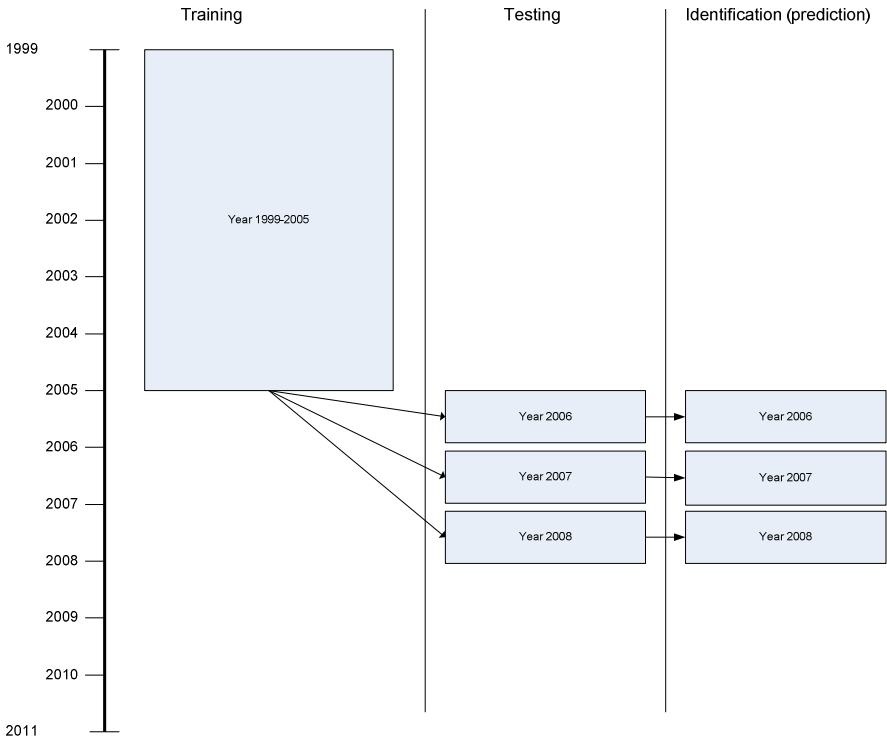 Training
Testing
Identification (prediction)
1999
2000
2001
2002
2003
2004
2005
2006
2007
2008
2009
2010
2011
Year 1999-2005
Year 2006
Year 2006
Year 2007
Year 2007
Year 2008
Year 2008